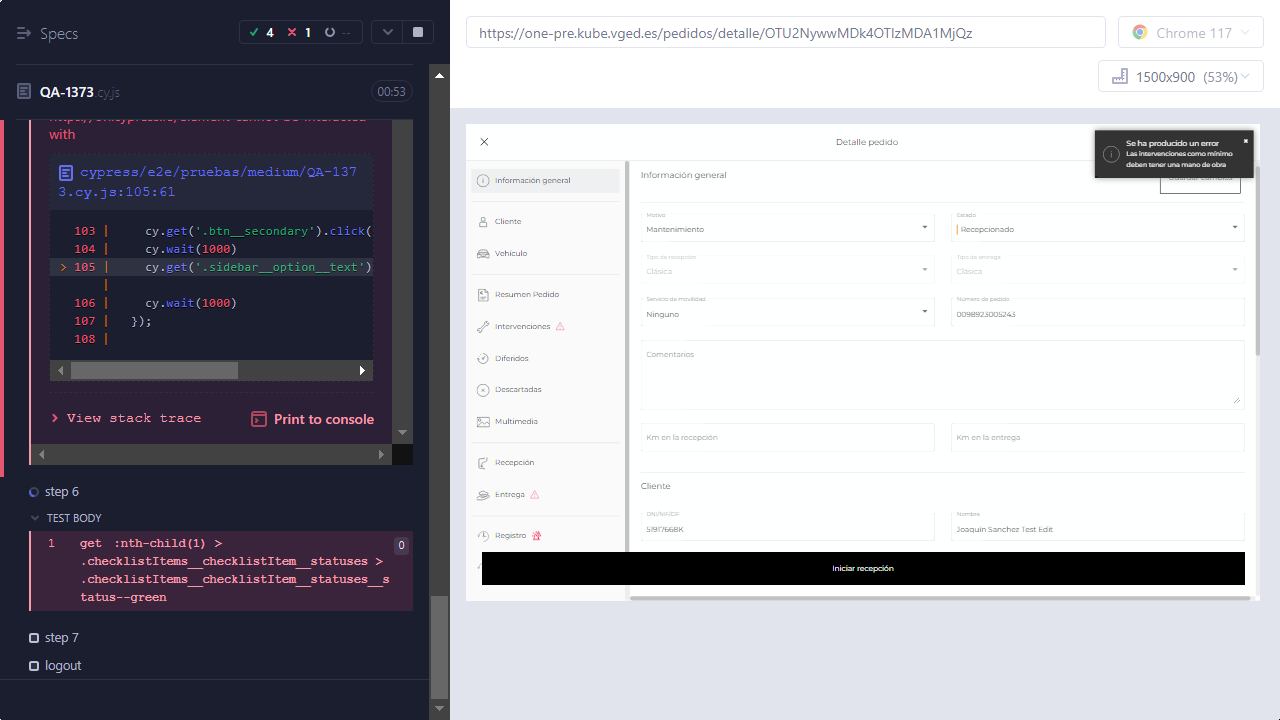 Specs
4
1
--
QA-1373.cy.js
00:53
with
cypress/e2e/pruebas/medium/QA-137
3.cy.js:105:61
103 | cy.get('.btn__secondary').click(
104 | cy.wait(1000)
> 105 | cy.get('.sidebar__option__text')
|
106 | cy.wait(1000)
107 | });
108 |
View stack trace
Print to console
step 6
TEST BODY
1 get :nth-child(1) >
.checklistItems__checklistItem__statuses >
.checklistItems__checklistItem__statuses__s
tatus--green
0
step 7
logout
https://one-pre.kube.vged.es/pedidos/detalle/OTU2NywwMDk4OTIzMDA1MjQz
Chrome 117
1500x900 (53%)
Detalle pedido
Se ha producido un error
Las intervenciones como mínimo
deben tener una mano de obra
Información general
Cliente
Vehículo
Resumen Pedido
Intervenciones
Diferidos
Descartadas
Multimedia
Recepción
Entrega
Registro
Información general
Guardar cambios
Motivo
Mantenimiento
Estado
Recepcionado
Tipo de recepción
Clásica
Tipo de entrega
Clásica
Servicio de movilidad
Ninguno
Número de pedido
0098923005243
Comentarios
Km en la recepción
Km en la entrega
Cliente
DNI/NIF/CIF
51917668K
Nombre
Joaquín Sanchez Test Edit
Iniciar recepción